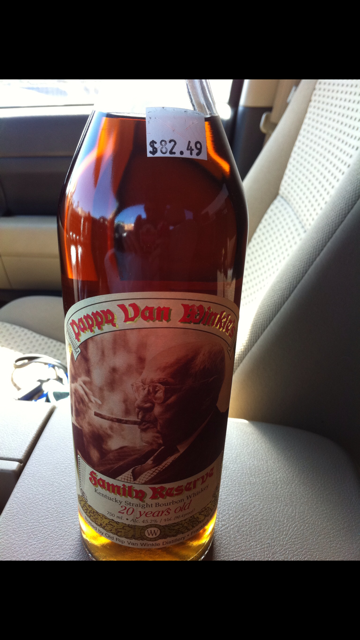 $82.49
Pappy Van Winkle's
Family Reserve
Kentucky Straight Bourbon Whiskey
20 years old
W